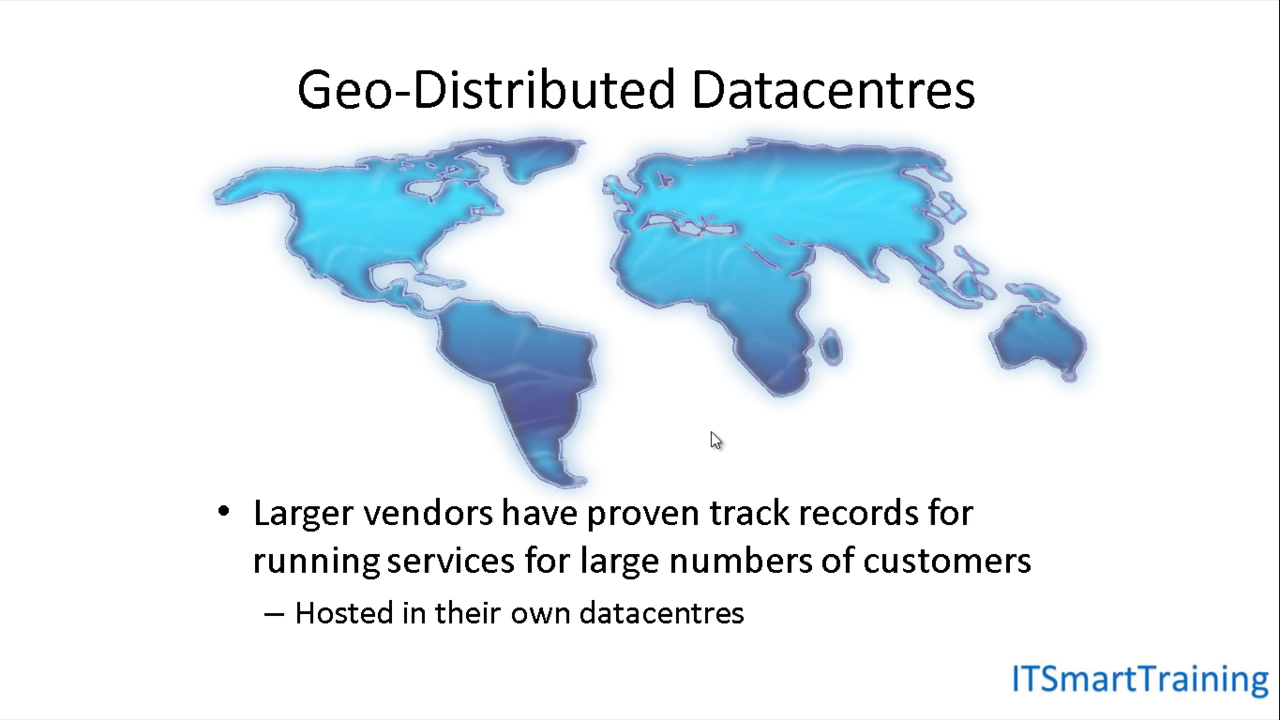 Geo-Distributed Datacentres
• Larger vendors have proven track records for
running services for large numbers of customers
– Hosted in their own datacentres
ITSmartTraining